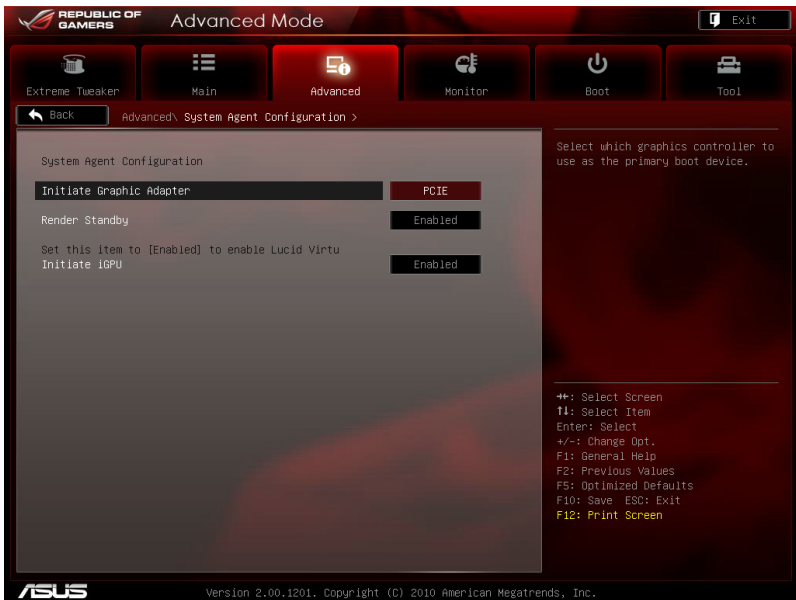 REPUBLIC OF
GAMERS
Advanced Mode
Exit
Extreme Tweaker
Main
Advanced
Monitor
Boot
Tool
Back
Advanced\ System Agent Configuration >
System Agent Configuration
Initiate Graphic Adapter PCIE
Render Standby Enabled
Set this item to [Enabled] to enable Lucid Virtu
Initiate iGPU Enabled
Select which graphics controller to
use as the primary boot device.
→←: Select Screen
↑↓: Select Item
Enter: Select
+/-: Change Opt.
F1: General Help
F2: Previous Values
F5: Optimized Defaults
F10: Save ESC: Exit
F12: Print Screen
ASUS
Version 2.00.1201. Copyright (C) 2010 American Megatrends, Inc.